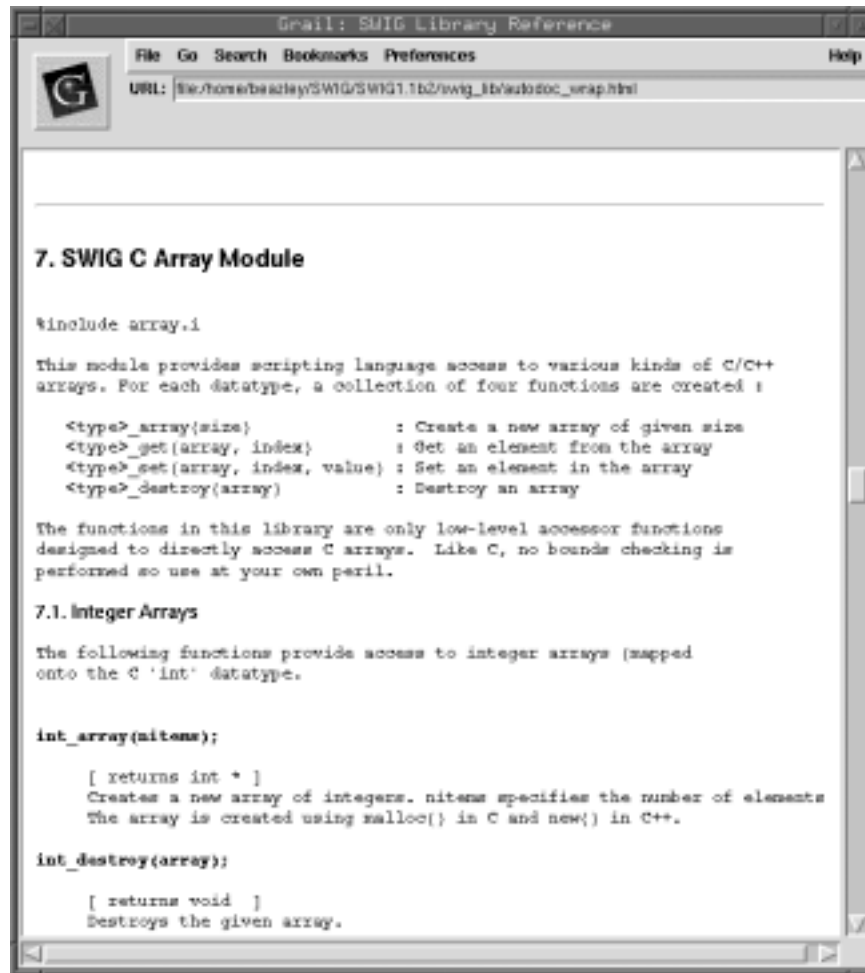 Grail: SWIG Library Reference
File Go Search Bookmarks Preferences Help
G
URL: file:/home/beazley/SWIG/SWIG1.1b2/swig_lib/autodoc_wrap.html
7. SWIG C Array Module
%include array.i
This module provides scripting language access to various kinds of C/C++
arrays. For each datatype, a collection of four functions are created :
<type>_array(size) : Create a new array of given size
<type>_get(array, index) : Get an element from the array
<type>_set(array, index, value) : Set an element in the array
<type>_destroy(array) : Destroy an array
The functions in this library are only low-level accessor functions
designed to directly access C arrays. Like C, no bounds checking is
performed so use at your own peril.
7.1. Integer Arrays
The following functions provide access to integer arrays (mapped
onto the C 'int' datatype.
int_array(nitems);
[ returns int * ]
Creates a new array of integers. nitems specifies the number of elements
The array is created using malloc() in C and new() in C++.
int_destroy(array);
[ returns void ]
Destroys the given array.